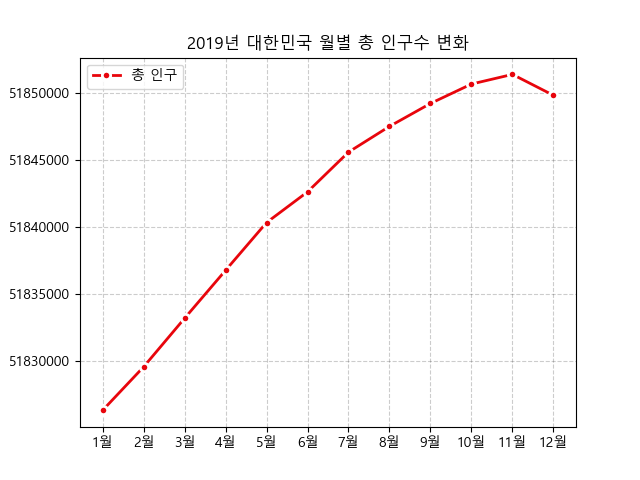 2019년 대한민국 월별 총 인구수 변화
총 인구
51850000
51845000
51840000
51835000
51830000
1월 2월 3월 4월 5월 6월 7월 8월 9월 10월 11월 12월